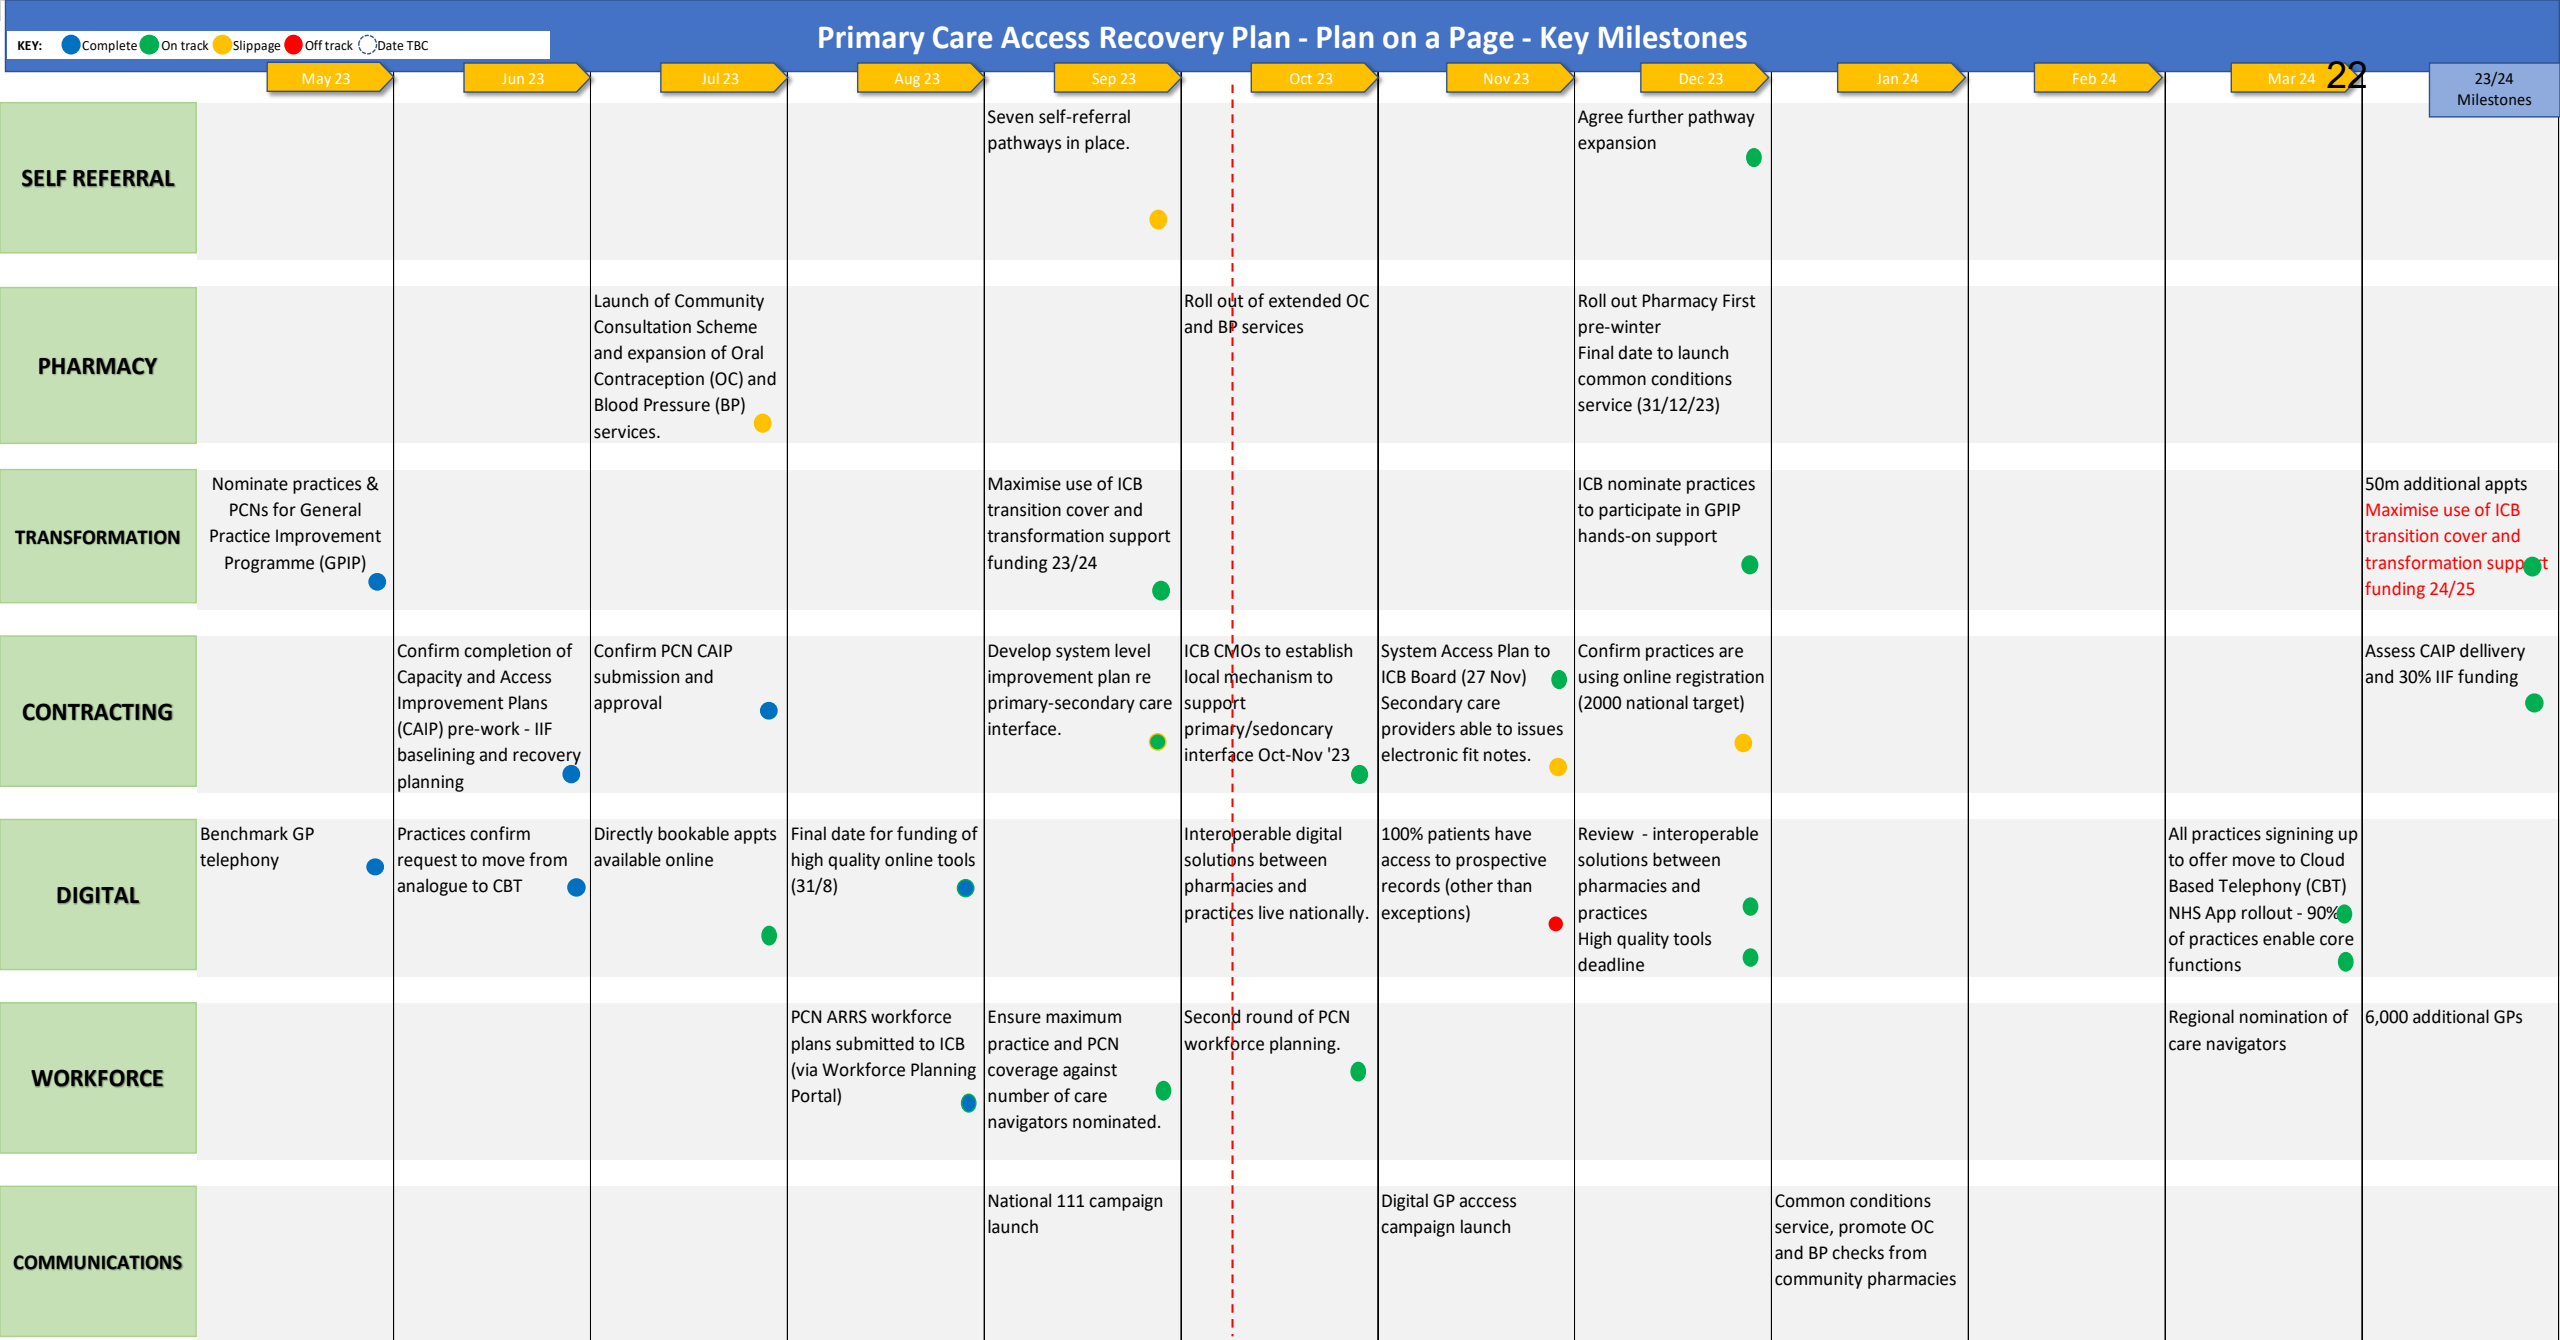 Primary Care Access Recovery Plan - Plan on a Page - Key Milestones
KEY: Complete On track Slippage Off track Date TBC
May 23
Jun 23
Jul 23
Aug 23
Sep 23
Oct 23
Nov 23
Dec 23
Jan 24
Feb 24
Mar 24
22
23/24
Milestones
SELF REFERRAL
Seven self-referral
pathways in place.
Agree further pathway
expansion
PHARMACY
Launch of Community
Consultation Scheme
and expansion of Oral
Contraception (OC) and
Blood Pressure (BP)
services.
Roll out of extended OC
and BP services
Roll out Pharmacy First
pre-winter
Final date to launch
common conditions
service (31/12/23)
TRANSFORMATION
Nominate practices &
PCNs for General
Practice Improvement
Programme (GPIP)
Maximise use of ICB
transition cover and
transformation support
funding 23/24
ICB nominate practices
to participate in GPIP
hands-on support
50m additional appts
Maximise use of ICB
transition cover and
transformation support
funding 24/25
CONTRACTING
Confirm completion of
Capacity and Access
Improvement Plans
(CAIP) pre-work - IIF
baselining and recovery
planning
Confirm PCN CAIP
submission and
approval
Develop system level
improvement plan re
primary-secondary care
interface.
ICB CMOs to establish
local mechanism to
support
primary/sedoncary
interface Oct-Nov '23
System Access Plan to
ICB Board (27 Nov)
Secondary care
providers able to issues
electronic fit notes.
Confirm practices are
using online registration
(2000 national target)
Assess CAIP dellivery
and 30% IIF funding
DIGITAL
Benchmark GP
telephony
Practices confirm
request to move from
analogue to CBT
Directly bookable appts
available online
Final date for funding of
high quality online tools
(31/8)
Interoperable digital
solutions between
pharmacies and
practices live nationally.
100% patients have
access to prospective
records (other than
exceptions)
Review - interoperable
solutions between
pharmacies and
practices
High quality tools
deadline
All practices signining up
to offer move to Cloud
Based Telephony (CBT)
NHS App rollout - 90%
of practices enable core
functions
WORKFORCE
PCN ARRS workforce
plans submitted to ICB
(via Workforce Planning
Portal)
Ensure maximum
practice and PCN
coverage against
number of care
navigators nominated.
Second round of PCN
workforce planning.
Regional nomination of
care navigators
6,000 additional GPs
COMMUNICATIONS
National 111 campaign
launch
Digital GP acccess
campaign launch
Common conditions
service, promote OC
and BP checks from
community pharmacies